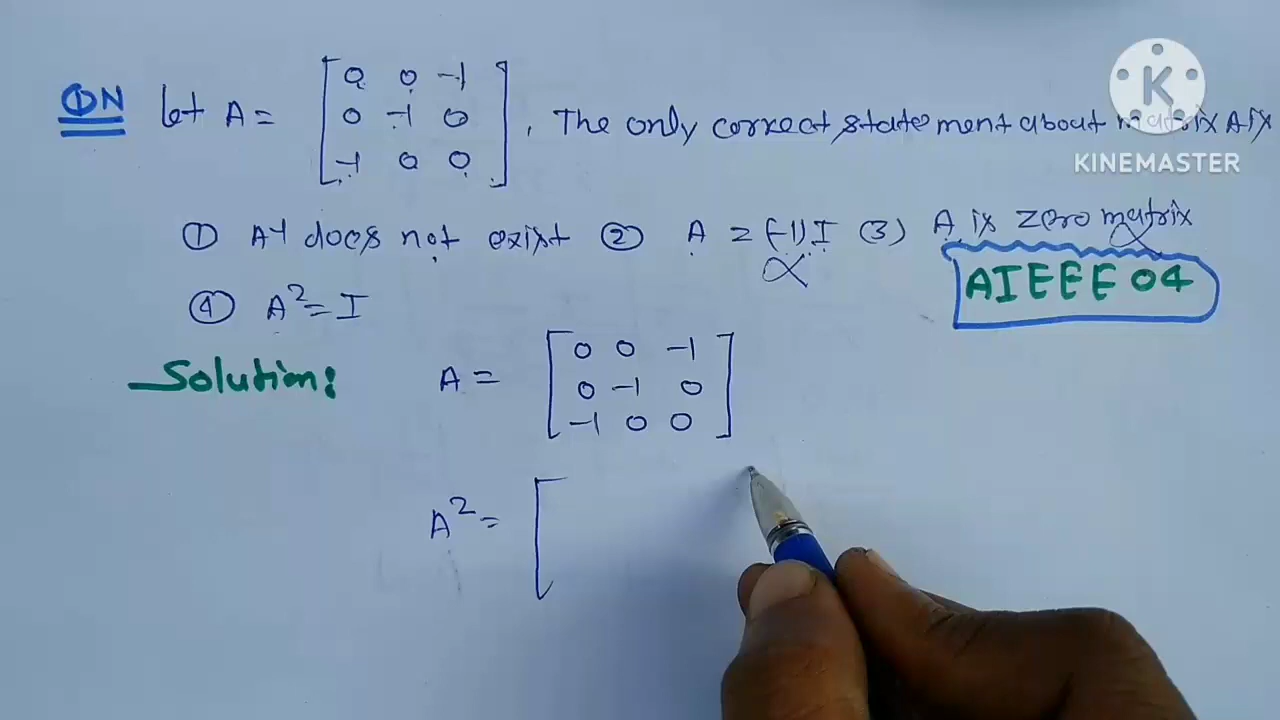 QN Let A = [ 0 0 -1 ], The only correct statement about matrix A is
0 -1 0
-1 0 0
K
KINEMASTER
① A-1 does not exist ② A = (-1)I (3) A is zero matrix
④ A² = I
AIEEE 04
Solution: A = [ 0 0 -1 ]
0 -1 0
-1 0 0
A² = [